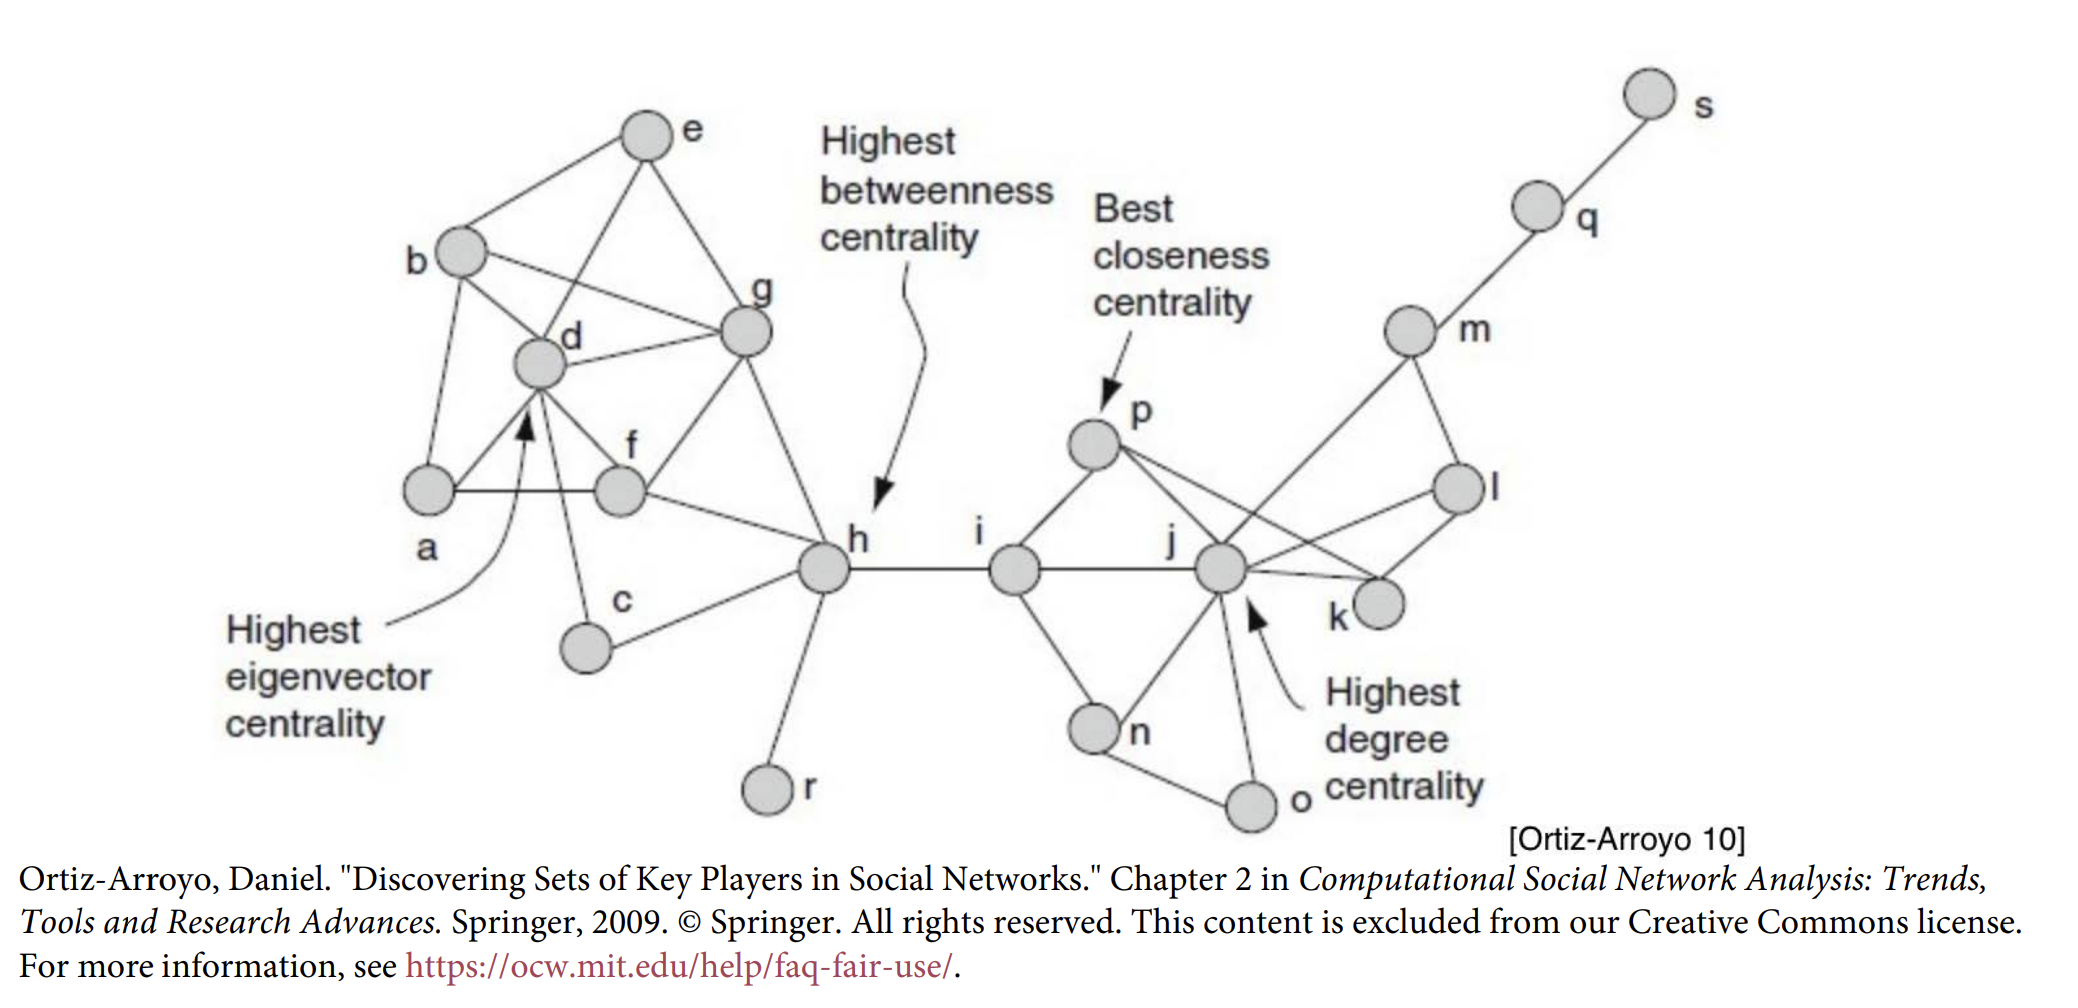 s
e
Highest
betweenness
centrality
Best
closeness
centrality
q
b
g
d
m
p
f
l
a
h
i
j
c
k
Highest
eigenvector
centrality
Highest
degree
centrality
n
r
o
[Ortiz-Arroyo 10]
Ortiz-Arroyo, Daniel. "Discovering Sets of Key Players in Social Networks." Chapter 2 in Computational Social Network Analysis: Trends,
Tools and Research Advances. Springer, 2009. © Springer. All rights reserved. This content is excluded from our Creative Commons license.
For more information, see https://ocw.mit.edu/help/faq-fair-use/.